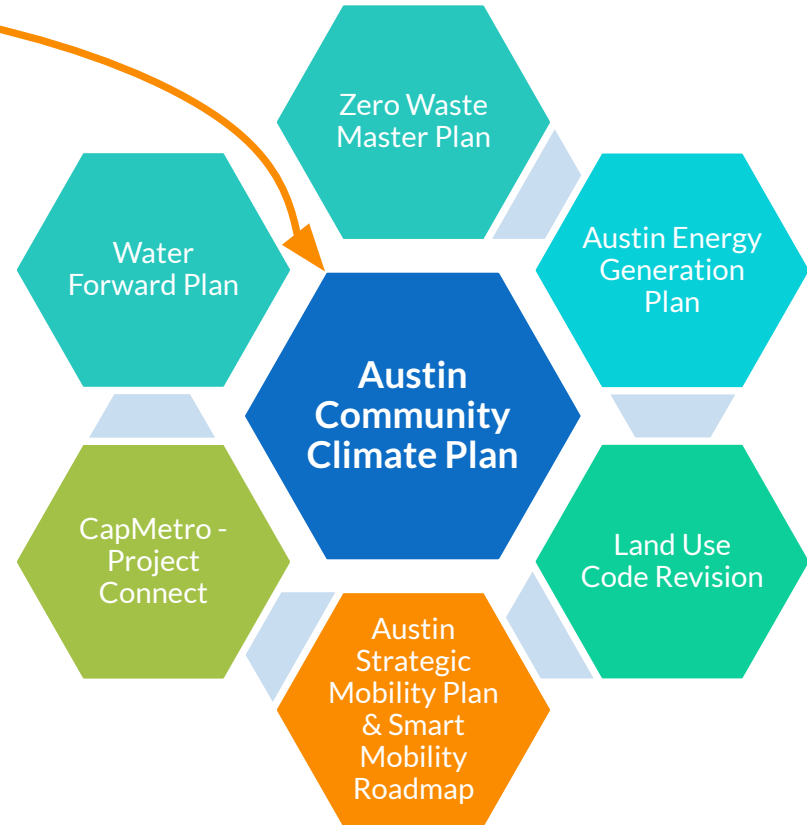 Zero Waste
Master Plan
Austin Energy
Generation
Plan
Water
Forward Plan
Austin
Community
Climate Plan
CapMetro -
Project
Connect
Land Use
Code Revision
Austin
Strategic
Mobility Plan
& Smart
Mobility
Roadmap